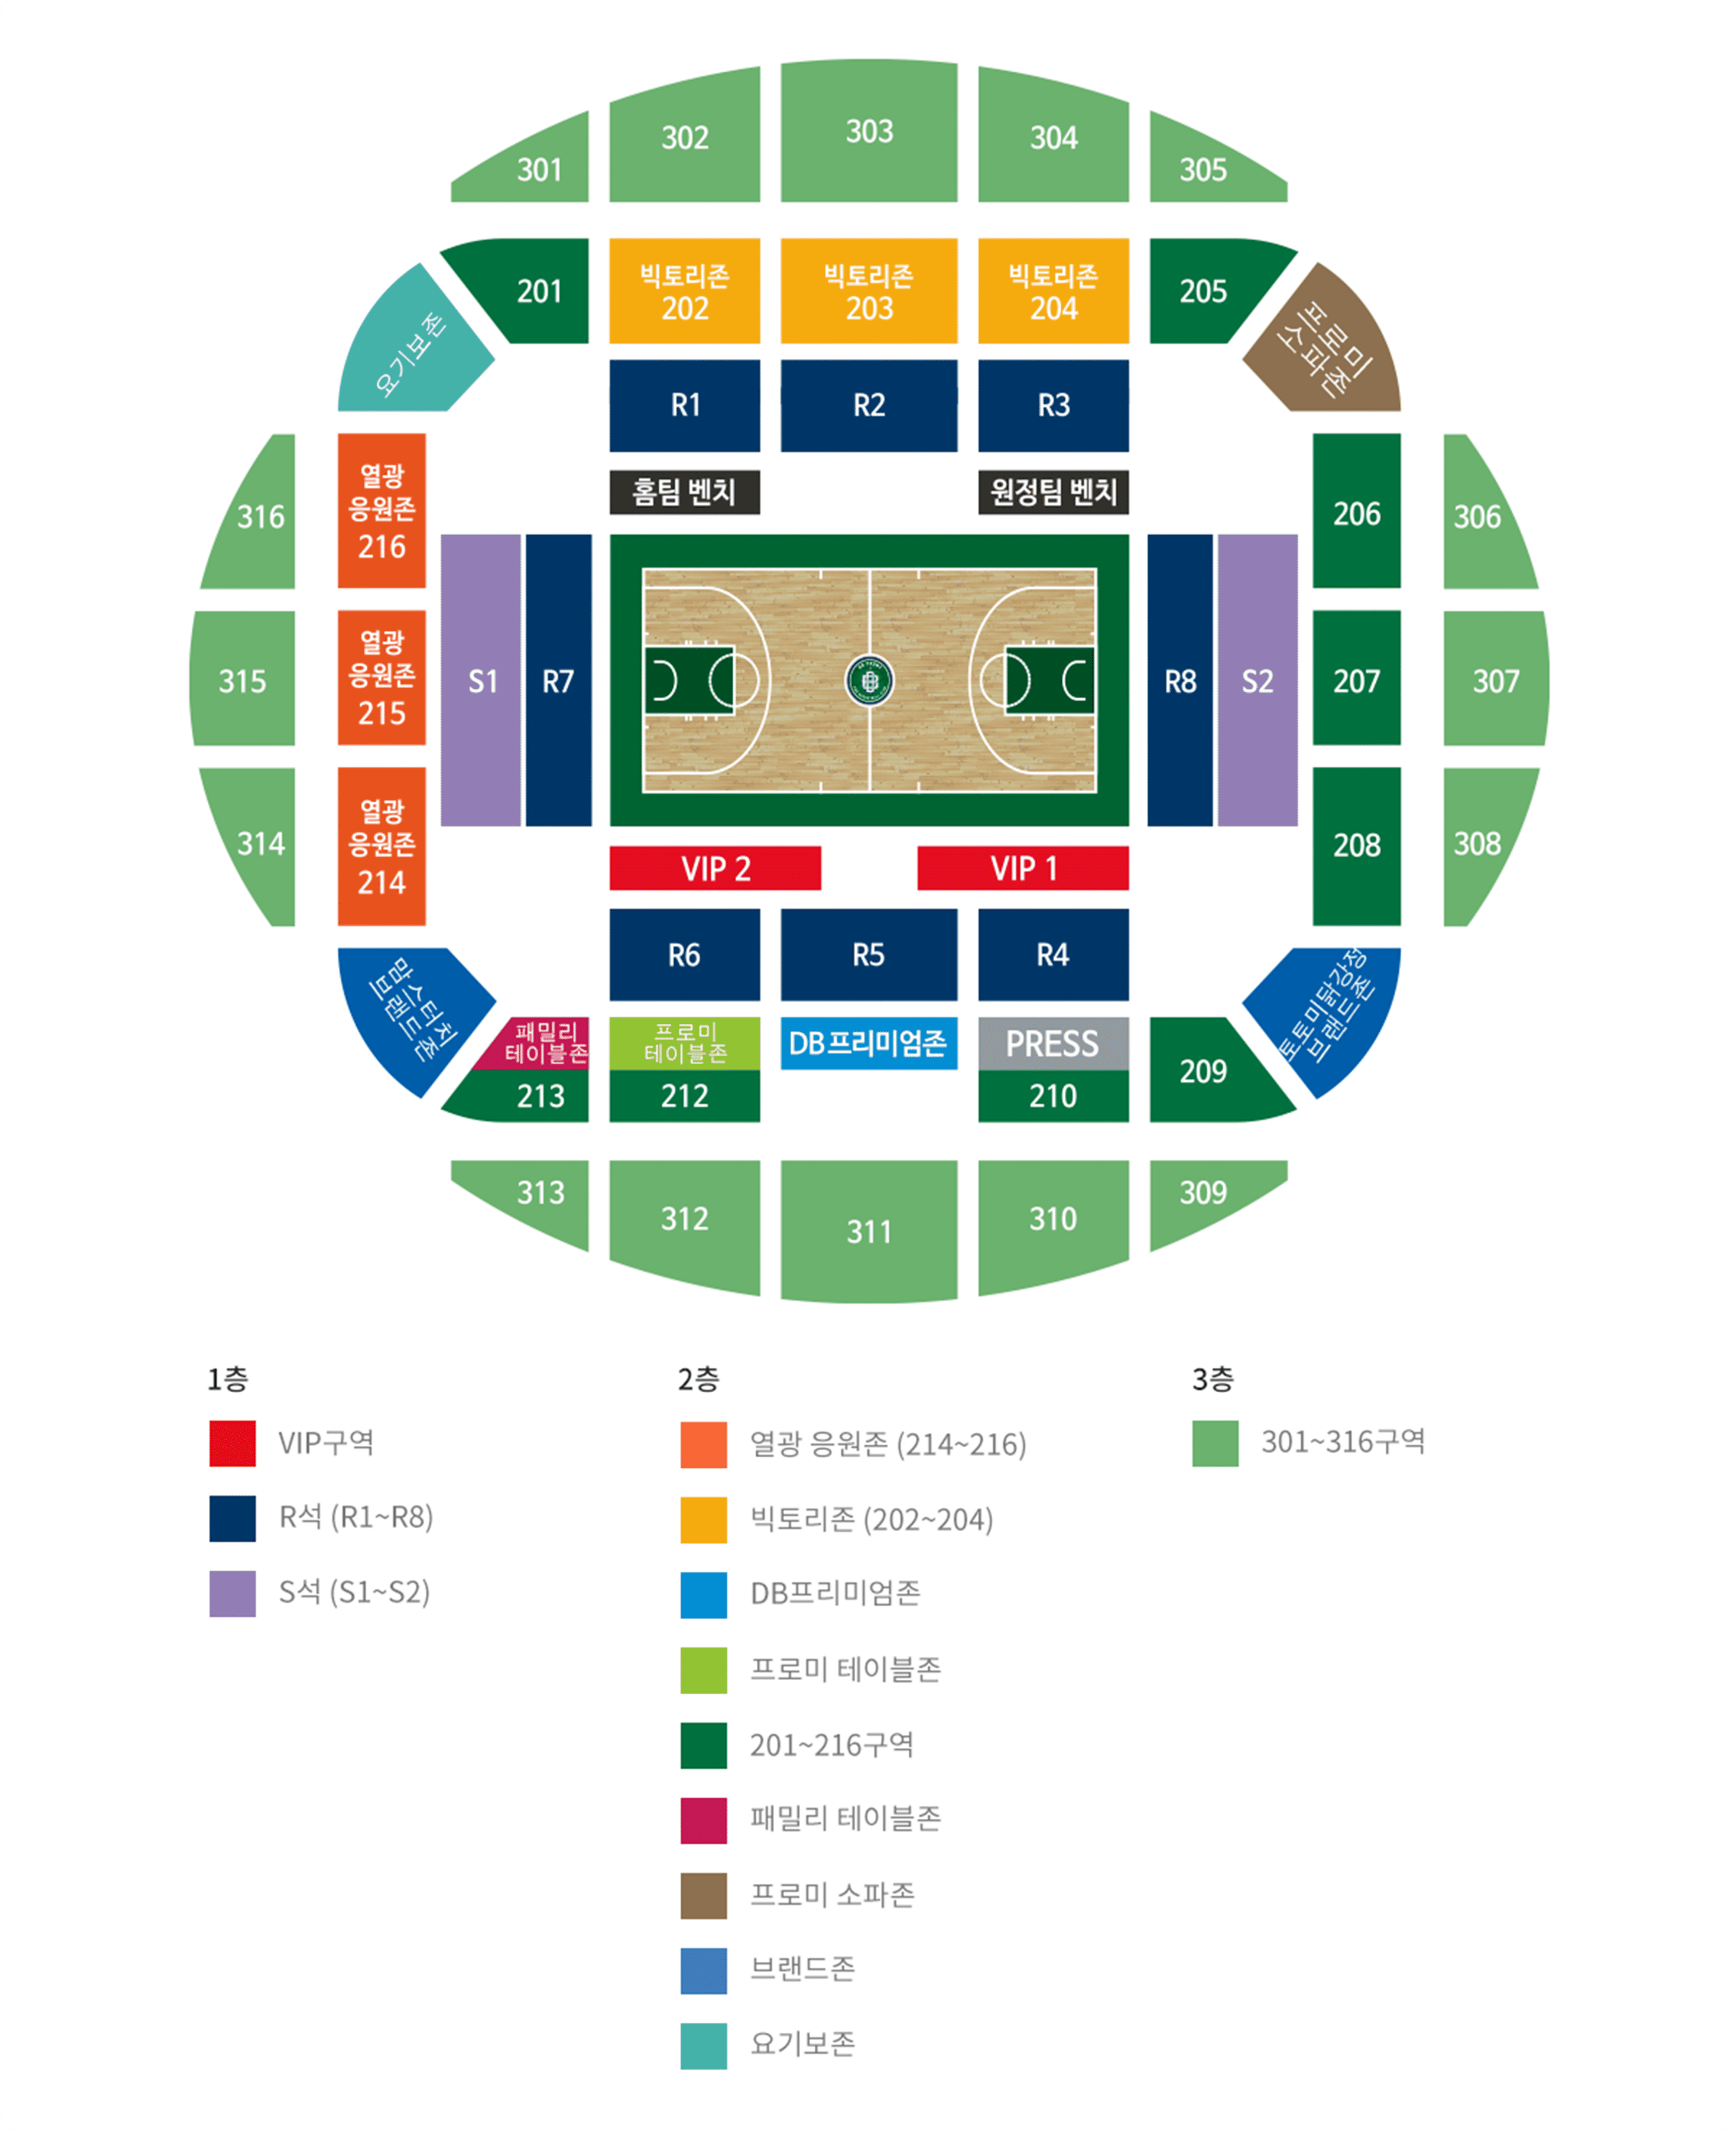 301
302
303
304
305
201
빅토리존
202
빅토리존
203
빅토리존
204
205
요기보존
프로미
소파존
R1
R2
R3
홈팀 벤치
원정팀 벤치
316
열광
응원존
216
206
306
315
열광
응원존
215
S1
R7
R8
S2
207
307
314
열광
응원존
214
208
308
VIP 2
VIP 1
R6
R5
R4
맘스터치
브랜드존
패밀리
테이블존
213
프로미
테이블존
212
DB프리미엄존
PRESS
210
209
토토미닭강정
브랜드존
313
312
311
310
309
1층
VIP구역
R석 (R1~R8)
S석 (S1~S2)
2층
열광 응원존 (214~216)
빅토리존 (202~204)
DB프리미엄존
프로미 테이블존
201~216구역
패밀리 테이블존
프로미 소파존
브랜드존
요기보존
3층
301~316구역